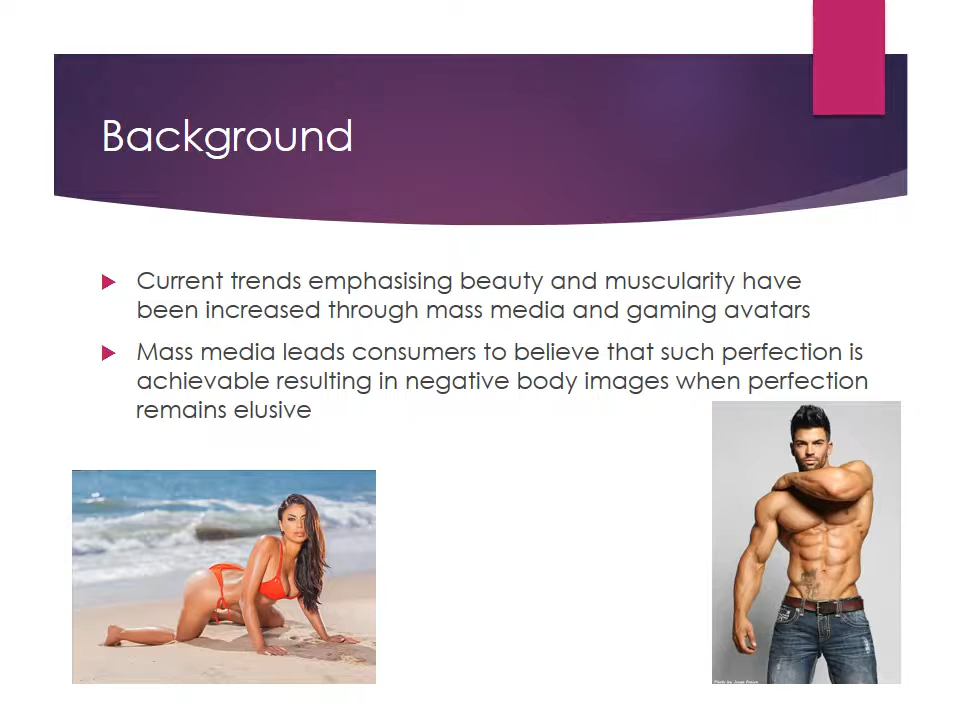 Background
Current trends emphasising beauty and muscularity have
been increased through mass media and gaming avatars
Mass media leads consumers to believe that such perfection is
achievable resulting in negative body images when perfection
remains elusive